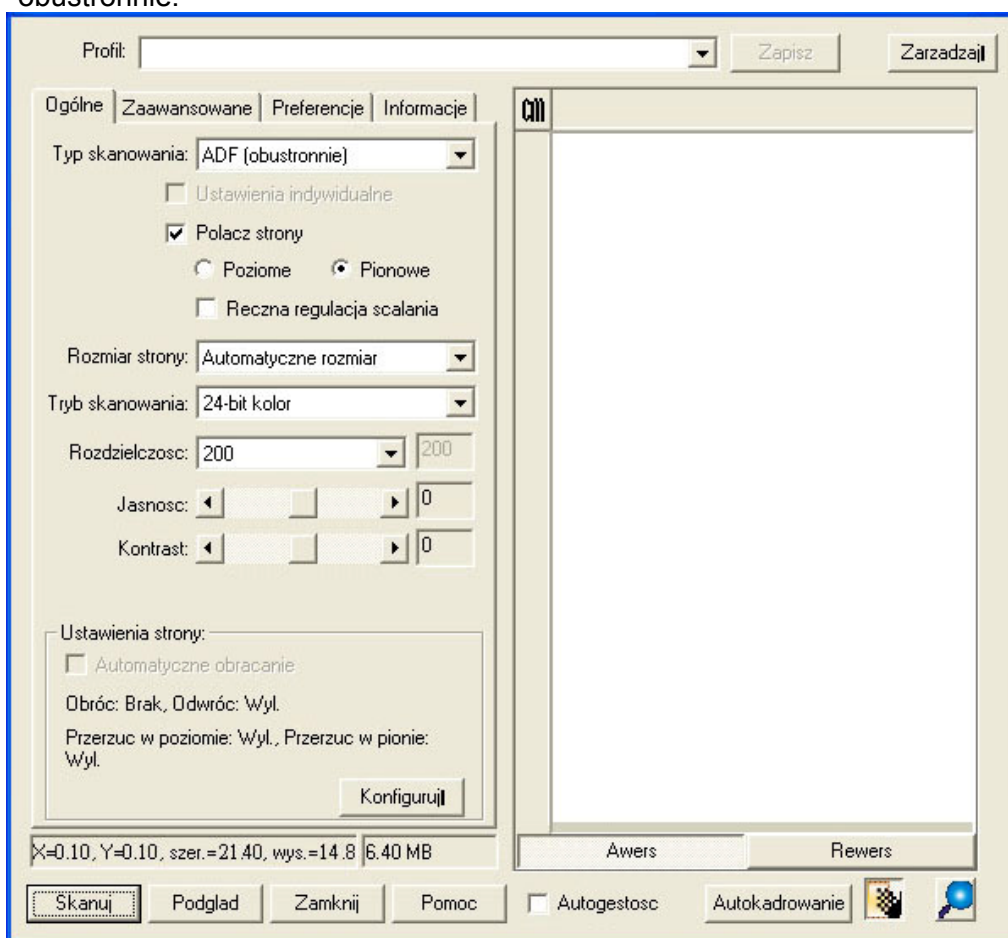 obustronnie.
Profil:
Zapisz
Zarzadzaj
Ogólne Zaawansowane Preferencje Informacje
Typ skanowania: ADF (obustronnie)
Ustawienia indywidualne
Polacz strony
Poziome Pionowe
Reczna regulacja scalania
Rozmiar strony: Automatyczne rozmiar
Tryb skanowania: 24-bit kolor
Rozdzielczosc: 200 200
Jasnosc: 0
Kontrast: 0
Ustawienia strony:
Automatyczne obracanie
Obróc: Brak, Odwróc: Wyl.
Przerzuc w poziomie: Wyl., Przerzuc w pionie:
Wyl.
Konfiguruj
X=0.10, Y=0.10, szer.=21.40, wys.=14.8 6.40 MB
Skanuj Podglad Zamknij Pomoc
cm
Awers Rewers
Autogestosc Autokadrowanie